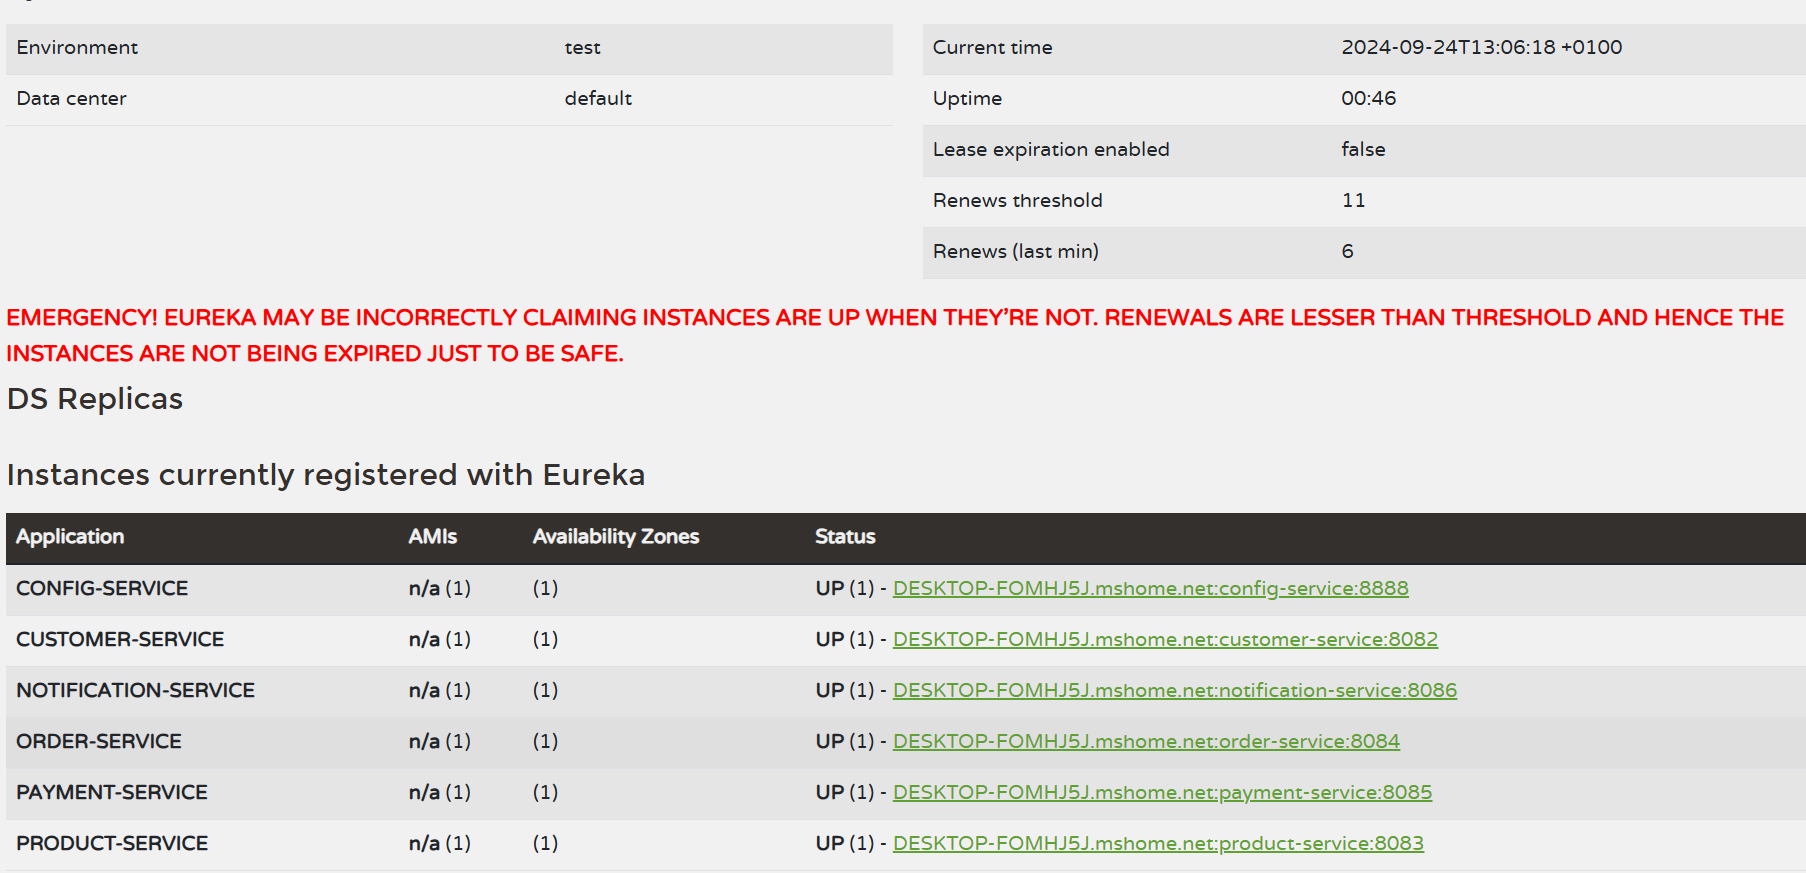 Environment test
Data center default
Current time 2024-09-24T13:06:18 +0100
Uptime 00:46
Lease expiration enabled false
Renews threshold 11
Renews (last min) 6
EMERGENCY! EUREKA MAY BE INCORRECTLY CLAIMING INSTANCES ARE UP WHEN THEY’RE NOT. RENEWALS ARE LESSER THAN THRESHOLD AND HENCE THE
INSTANCES ARE NOT BEING EXPIRED JUST TO BE SAFE.
DS Replicas
Instances currently registered with Eureka
Application AMIs Availability Zones Status
CONFIG-SERVICE n/a (1) (1) UP (1) - DESKTOP-FOMHJ5J.mshome.net:config-service:8888
CUSTOMER-SERVICE n/a (1) (1) UP (1) - DESKTOP-FOMHJ5J.mshome.net:customer-service:8082
NOTIFICATION-SERVICE n/a (1) (1) UP (1) - DESKTOP-FOMHJ5J.mshome.net:notification-service:8086
ORDER-SERVICE n/a (1) (1) UP (1) - DESKTOP-FOMHJ5J.mshome.net:order-service:8084
PAYMENT-SERVICE n/a (1) (1) UP (1) - DESKTOP-FOMHJ5J.mshome.net:payment-service:8085
PRODUCT-SERVICE n/a (1) (1) UP (1) - DESKTOP-FOMHJ5J.mshome.net:product-service:8083